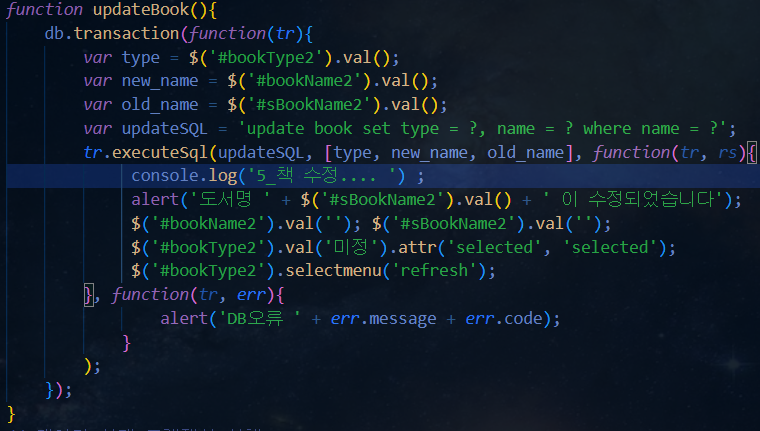 function updateBook(){
db.transaction(function(tr){
var type = $('#bookType2').val();
var new_name = $('#bookName2').val();
var old_name = $('#sBookName2').val();
var updateSQL = 'update book set type = ?, name = ? where name = ?';
tr.executeSql(updateSQL, [type, new_name, old_name], function(tr, rs){
console.log('5_책 수정.... ') ;
alert('도서명 ' + $('#sBookName2').val() + ' 이 수정되었습니다');
$('#bookName2').val(''); $('#sBookName2').val('');
$('#bookType2').val('미정').attr('selected', 'selected');
$('#bookType2').selectmenu('refresh');
}, function(tr, err){
alert('DB오류 ' + err.message + err.code);
}
);
});
}